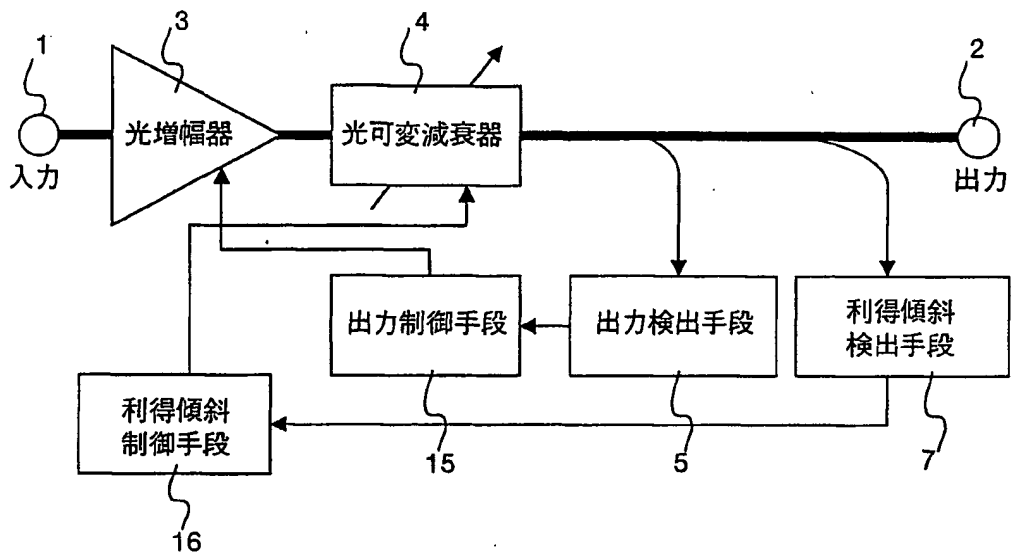 1
3
4
2
光増幅器
光可変減衰器
入力
出力
出力制御手段
出力検出手段
利得傾斜
検出手段
利得傾斜
制御手段
15
5
7
16